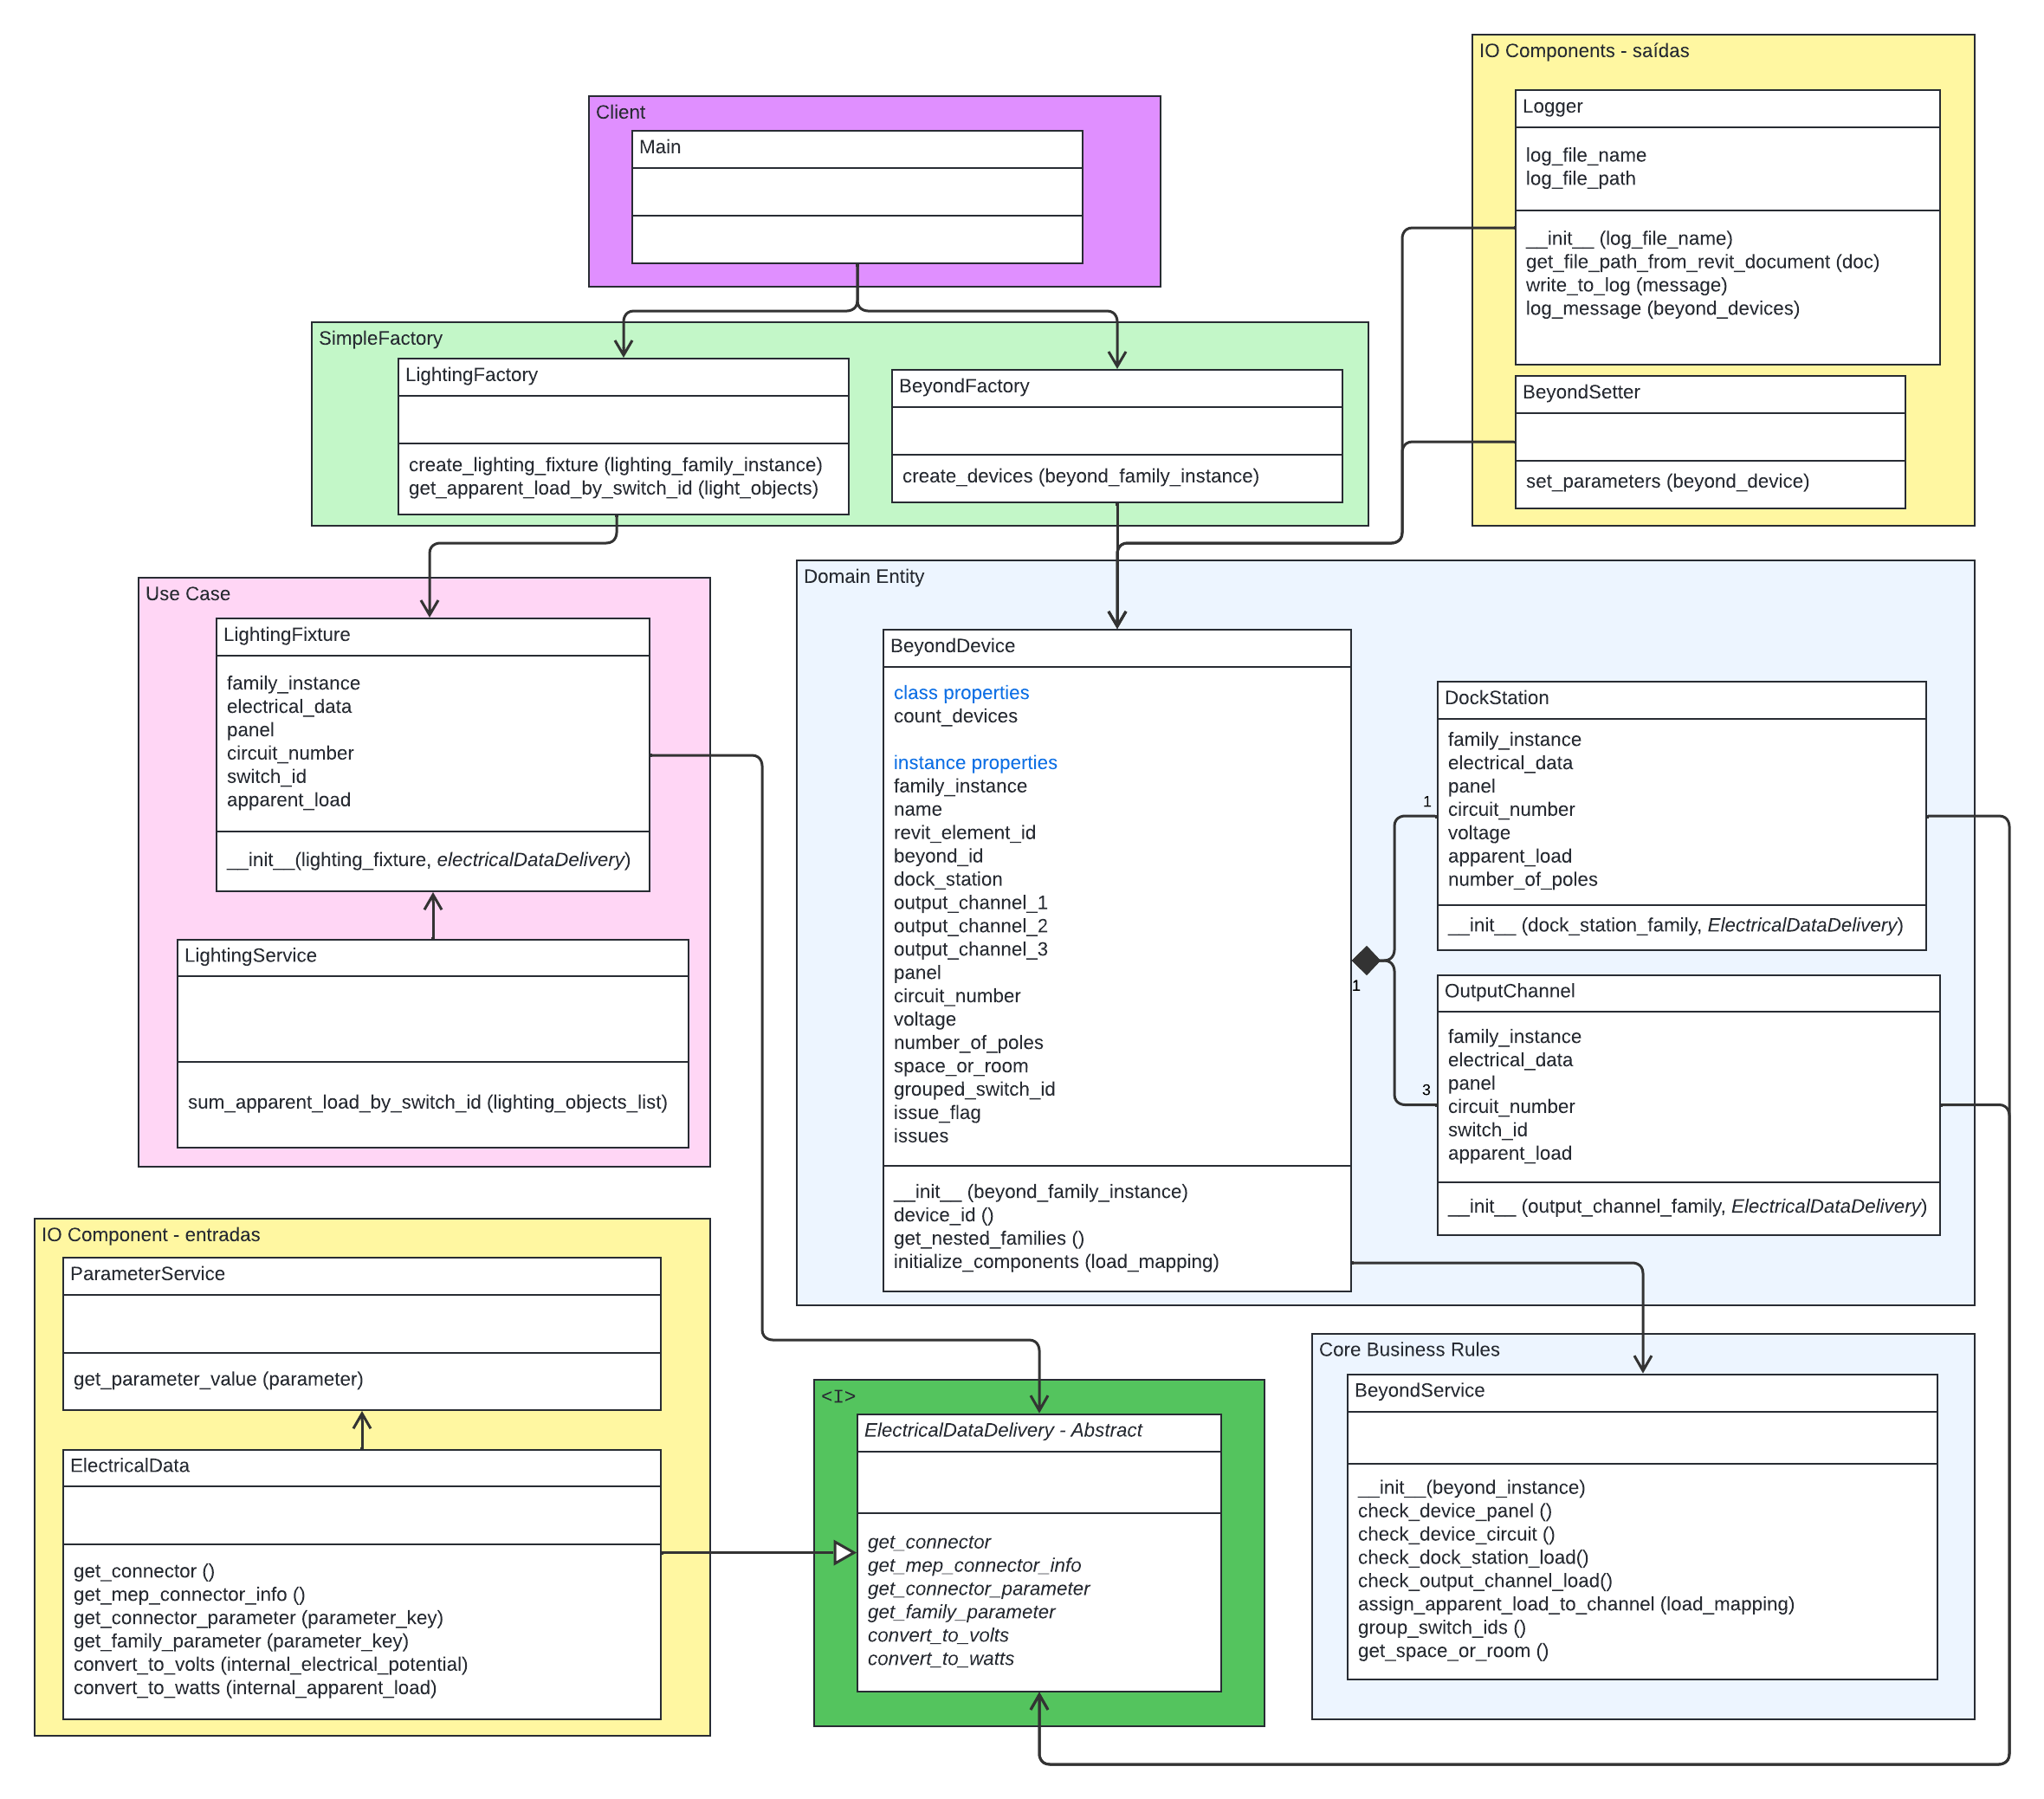 Client
Main
IO Components - saídas
Logger
log_file_name
log_file_path
__init__ (log_file_name)
get_file_path_from_revit_document (doc)
write_to_log (message)
log_message (beyond_devices)
BeyondSetter
set_parameters (beyond_device)
SimpleFactory
LightingFactory
create_lighting_fixture (lighting_family_instance)
get_apparent_load_by_switch_id (light_objects)
BeyondFactory
create_devices (beyond_family_instance)
Use Case
LightingFixture
family_instance
electrical_data
panel
circuit_number
switch_id
apparent_load
__init__(lighting_fixture, electricalDataDelivery)
LightingService
sum_apparent_load_by_switch_id (lighting_objects_list)
Domain Entity
BeyondDevice
class properties
count_devices
instance properties
family_instance
name
revit_element_id
beyond_id
dock_station
output_channel_1
output_channel_2
output_channel_3
panel
circuit_number
voltage
number_of_poles
space_or_room
grouped_switch_id
issue_flag
issues
__init__ (beyond_family_instance)
device_id ()
get_nested_families ()
initialize_components (load_mapping)
1
1
3
DockStation
family_instance
electrical_data
panel
circuit_number
voltage
apparent_load
number_of_poles
__init__ (dock_station_family, ElectricalDataDelivery)
OutputChannel
family_instance
electrical_data
panel
circuit_number
switch_id
apparent_load
__init__ (output_channel_family, ElectricalDataDelivery)
IO Component - entradas
ParameterService
get_parameter_value (parameter)
ElectricalData
get_connector ()
get_mep_connector_info ()
get_connector_parameter (parameter_key)
get_family_parameter (parameter_key)
convert_to_volts (internal_electrical_potential)
convert_to_watts (internal_apparent_load)
<I>
ElectricalDataDelivery - Abstract
get_connector
get_mep_connector_info
get_connector_parameter
get_family_parameter
convert_to_volts
convert_to_watts
Core Business Rules
BeyondService
__init__(beyond_instance)
check_device_panel ()
check_device_circuit ()
check_dock_station_load()
check_output_channel_load()
assign_apparent_load_to_channel (load_mapping)
group_switch_ids ()
get_space_or_room ()